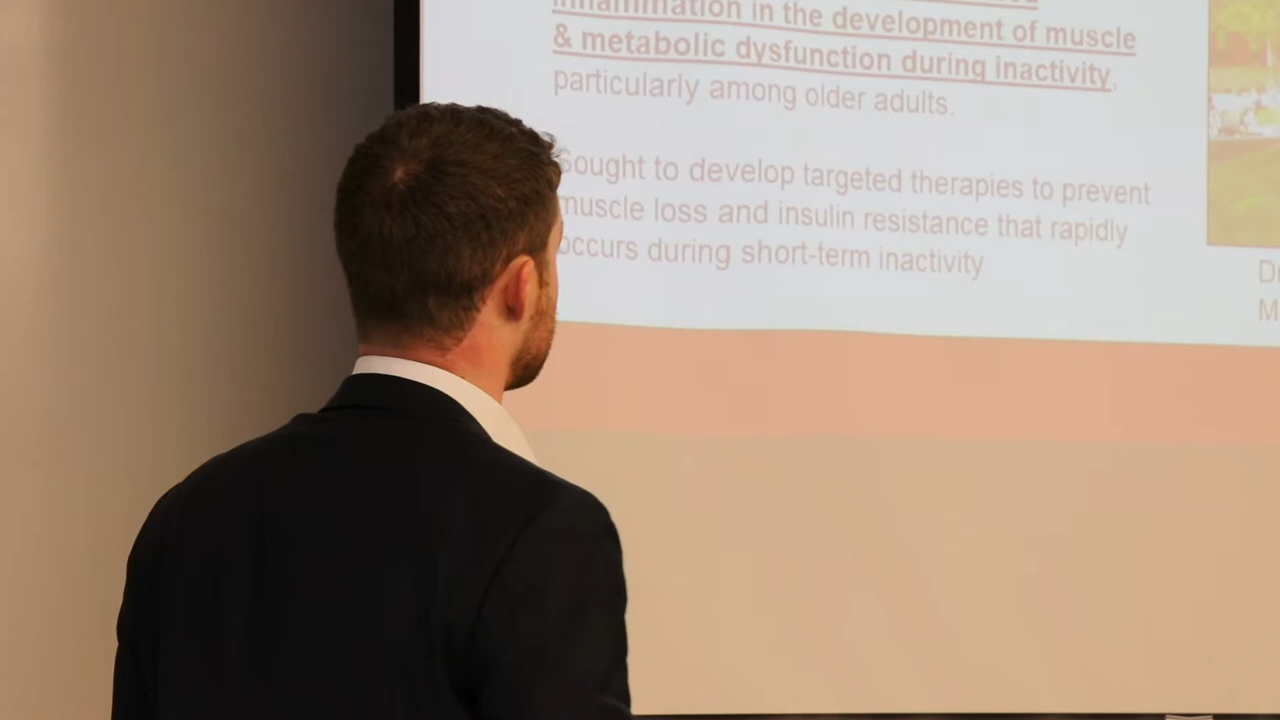 inflammation in the development of muscle
& metabolic dysfunction during inactivity,
particularly among older adults.
Sought to develop targeted therapies to prevent
muscle loss and insulin resistance that rapidly
occurs during short-term inactivity